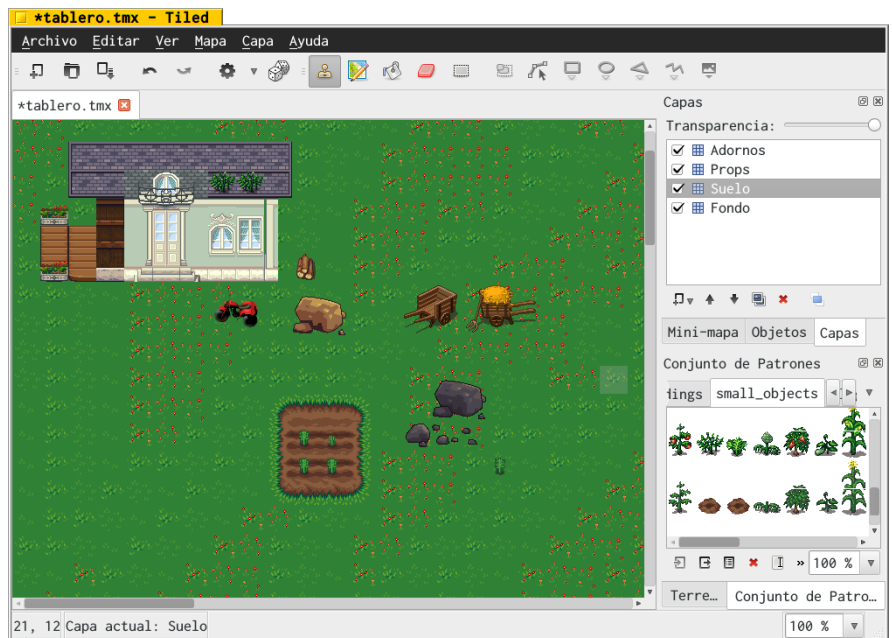 *tablero.tmx - Tiled
Archivo Editar Ver Mapa Capa Ayuda
*tablero.tmx
Capas
Transparencia:
Adornos
Props
Suelo
Fondo
Mini-mapa Objetos Capas
Conjunto de Patrones
small_objects
» 100 %
Terre… Conjunto de Patro…
21, 12 Capa actual: Suelo
100 %